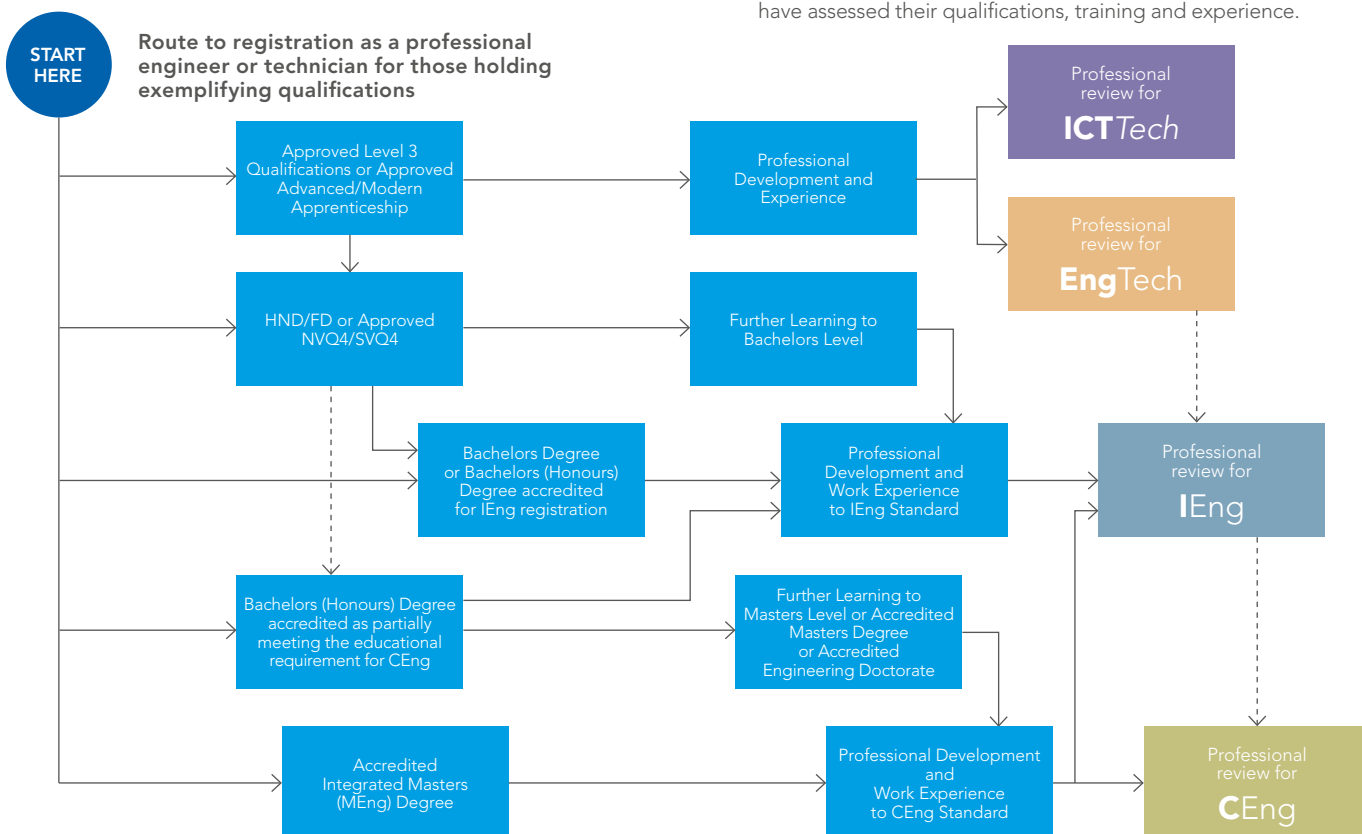 have assessed their qualifications, training and experience.
START
HERE
Route to registration as a professional
engineer or technician for those holding
exemplifying qualifications
Professional
review for
ICTTech
Approved Level 3
Qualifications or Approved
Advanced/Modern
Apprenticeship
Professional
Development and
Experience
Professional
review for
EngTech
HND/FD or Approved
NVQ4/SVQ4
Further Learning to
Bachelors Level
Bachelors Degree
or Bachelors (Honours)
Degree accredited
for IEng registration
Professional
Development and
Work Experience
to IEng Standard
Professional
review for
IEng
Bachelors (Honours) Degree
accredited as partially
meeting the educational
requirement for CEng
Further Learning to
Masters Level or Accredited
Masters Degree
or Accredited
Engineering Doctorate
Accredited
Integrated Masters
(MEng) Degree
Professional Development
and
Work Experience
to CEng Standard
Professional
review for
CEng